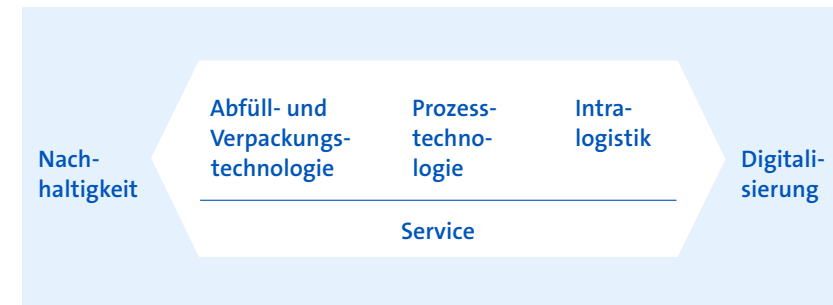 Nach-
haltigkeit
Abfüll- und
Verpackungs-
technologie
Prozess-
techno-
logie
Intra-
logistik
Service
Digitali-
sierung